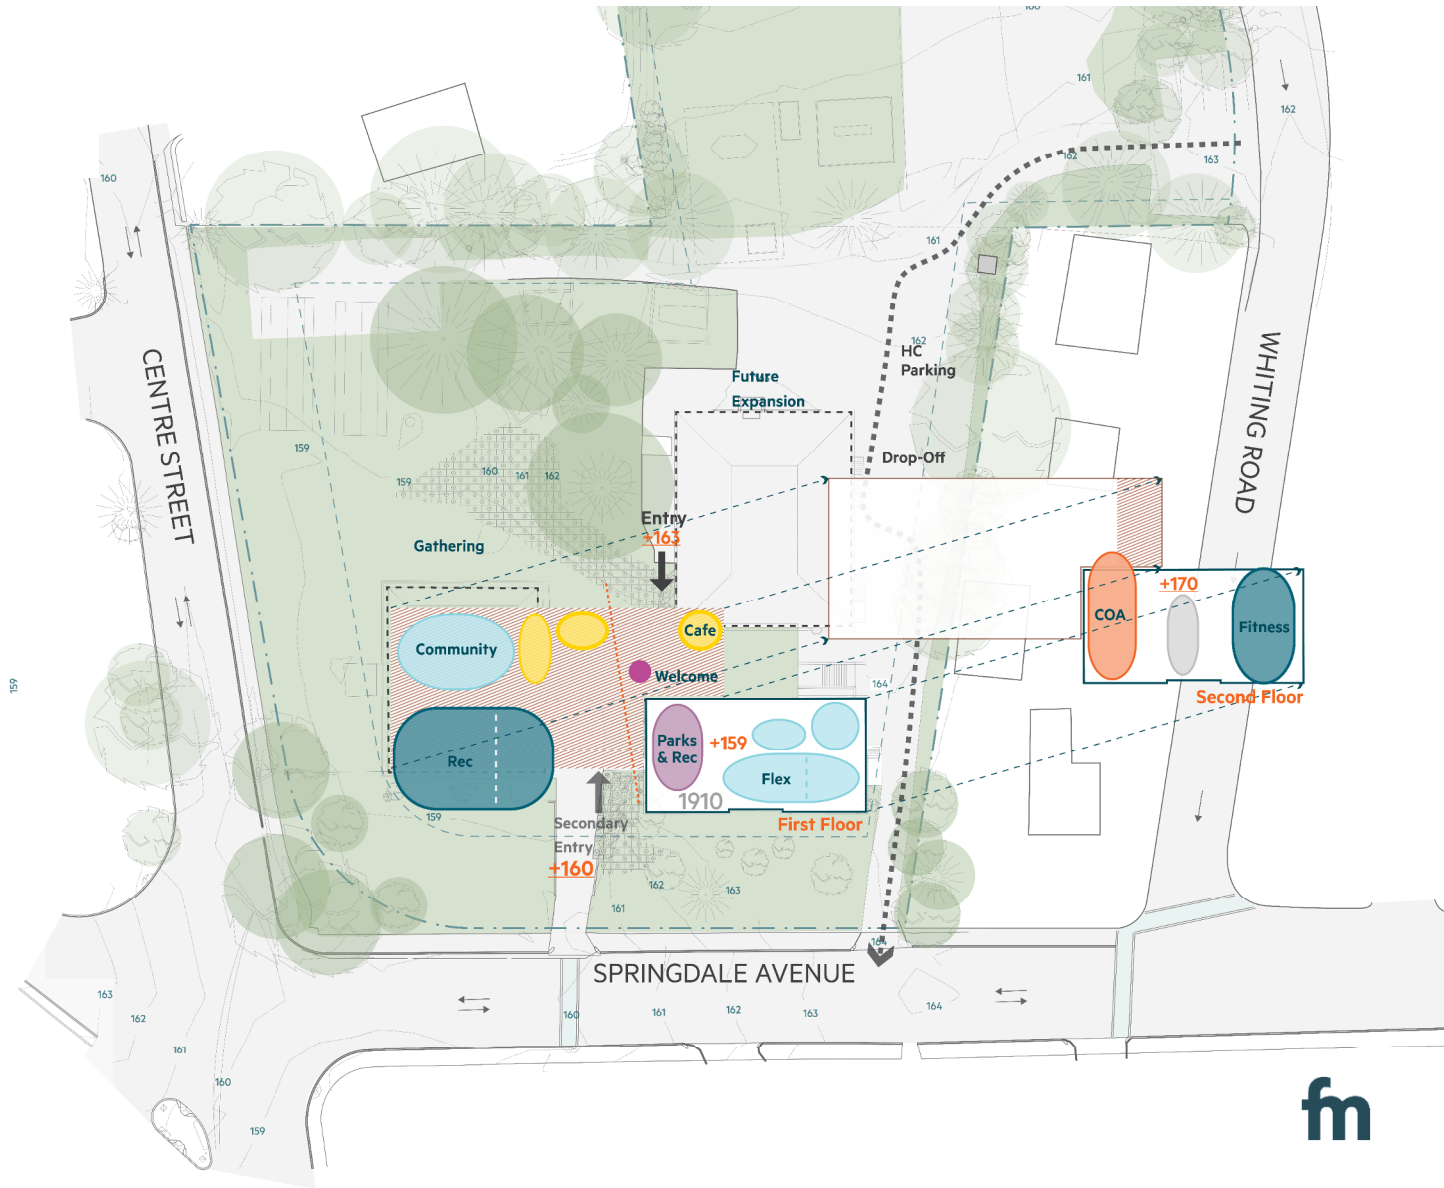 160
161
162
162
163
160
161
162
CENTRE STREET
WHITING ROAD
HC
Parking
Future
Expansion
159
Drop-Off
160
161
162
159
Entry
+163
Gathering
+170
COA
Fitness
Cafe
Community
Welcome
159
164
Second Floor
Parks
& Rec
+159
Rec
Flex
1910
159
Secondary
Entry
+160
First Floor
162
163
161
164
SPRINGDALE AVENUE
163
162
160
161
162
163
164
161
160
159
fm